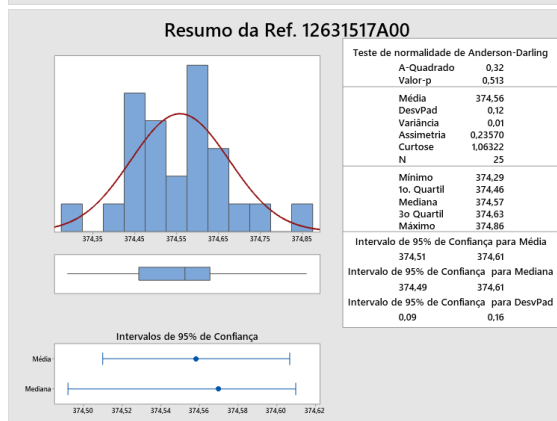 Resumo da Ref. 12631517A00
Teste de normalidade de Anderson-Darling
A-Quadrado 0,32
Valor-p 0,513
Média 374,56
DesvPad 0,12
Variância 0,01
Assimetria 0,23570
Curtose 1,06322
N 25
Mínimo 374,29
1o. Quartil 374,46
Mediana 374,57
3o Quartil 374,63
Máximo 374,86
Intervalo de 95% de Confiança para Média
374,51 374,61
Intervalo de 95% de Confiança para Mediana
374,49 374,61
Intervalo de 95% de Confiança para DesvPad
0,09 0,16
374,35 374,45 374,55 374,65 374,75 374,85
Intervalos de 95% de Confiança
Média
Mediana
374,50 374,52 374,54 374,56 374,58 374,60 374,62